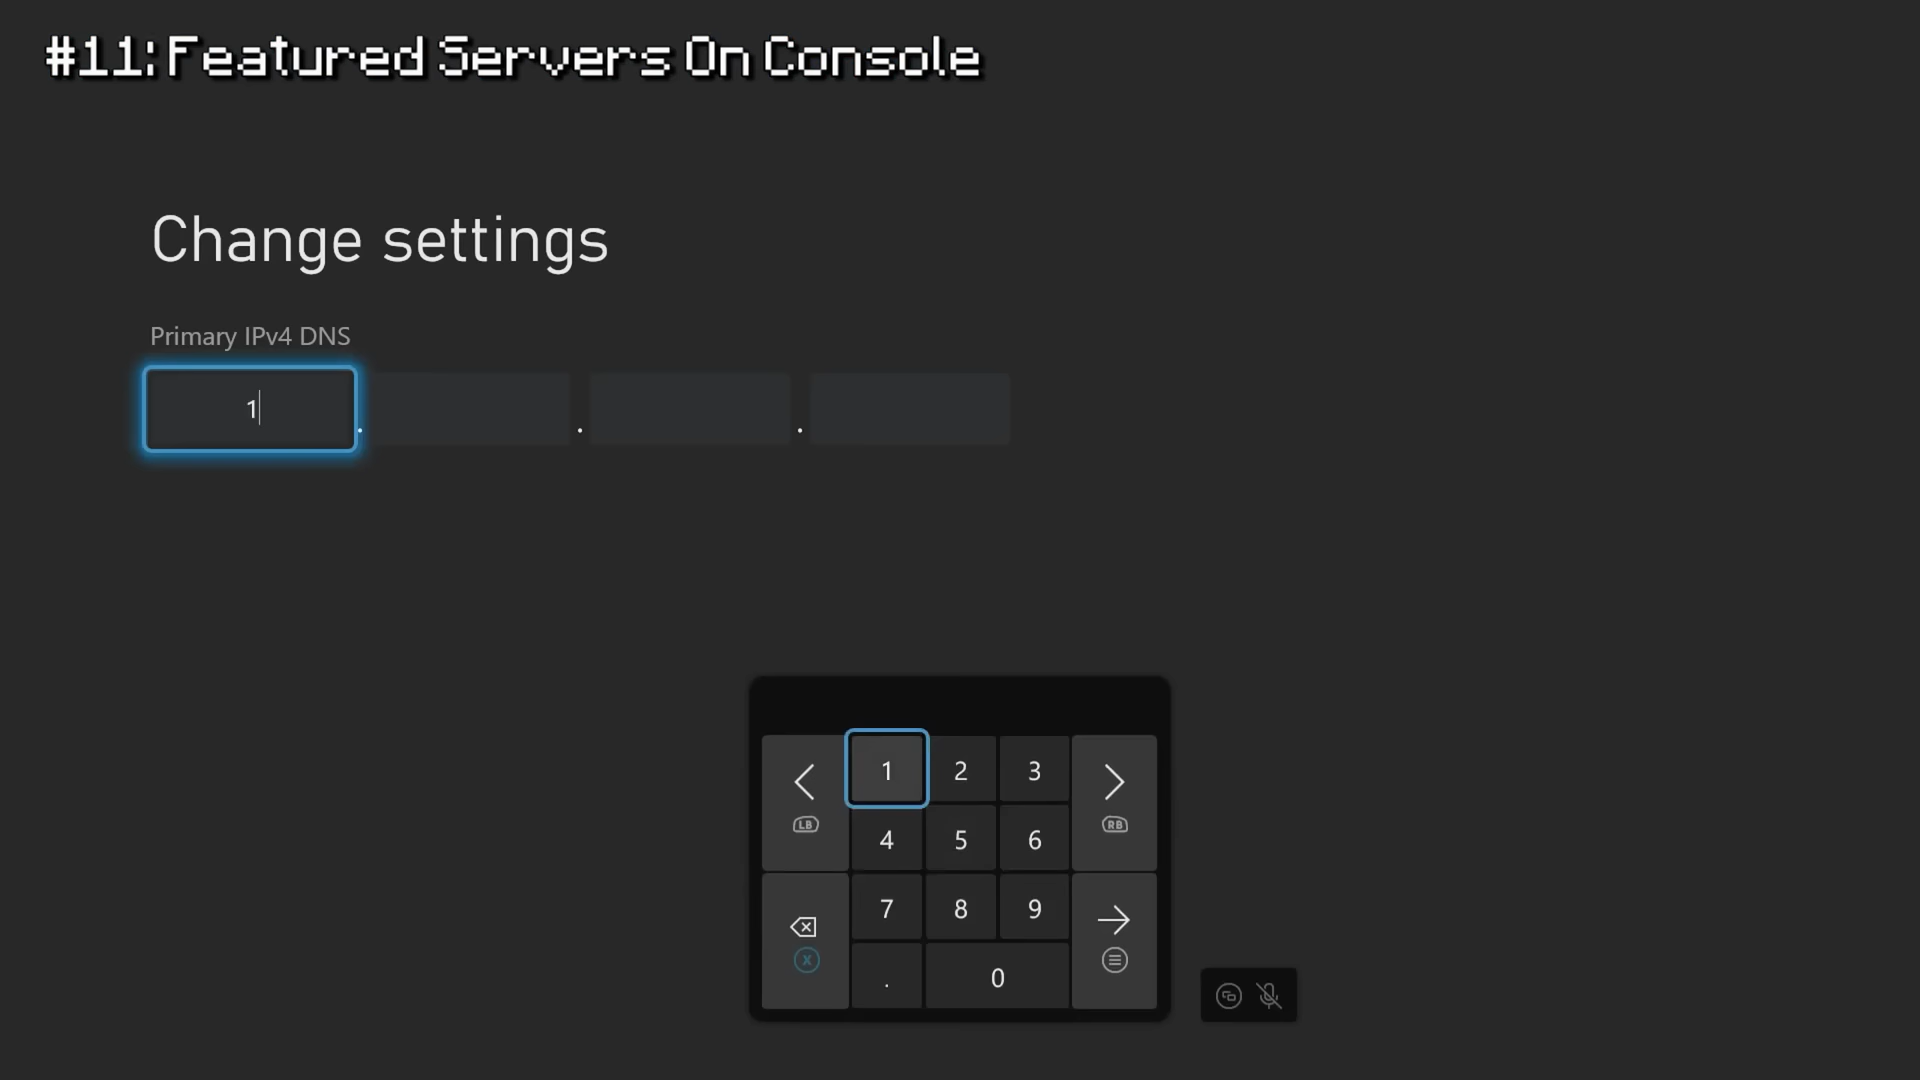 #11: Featured Servers On Console
Change settings
Primary IPv4 DNS
1 . . .
1 2 3
LB RB
4 5 6
7 8 9
X
. 0